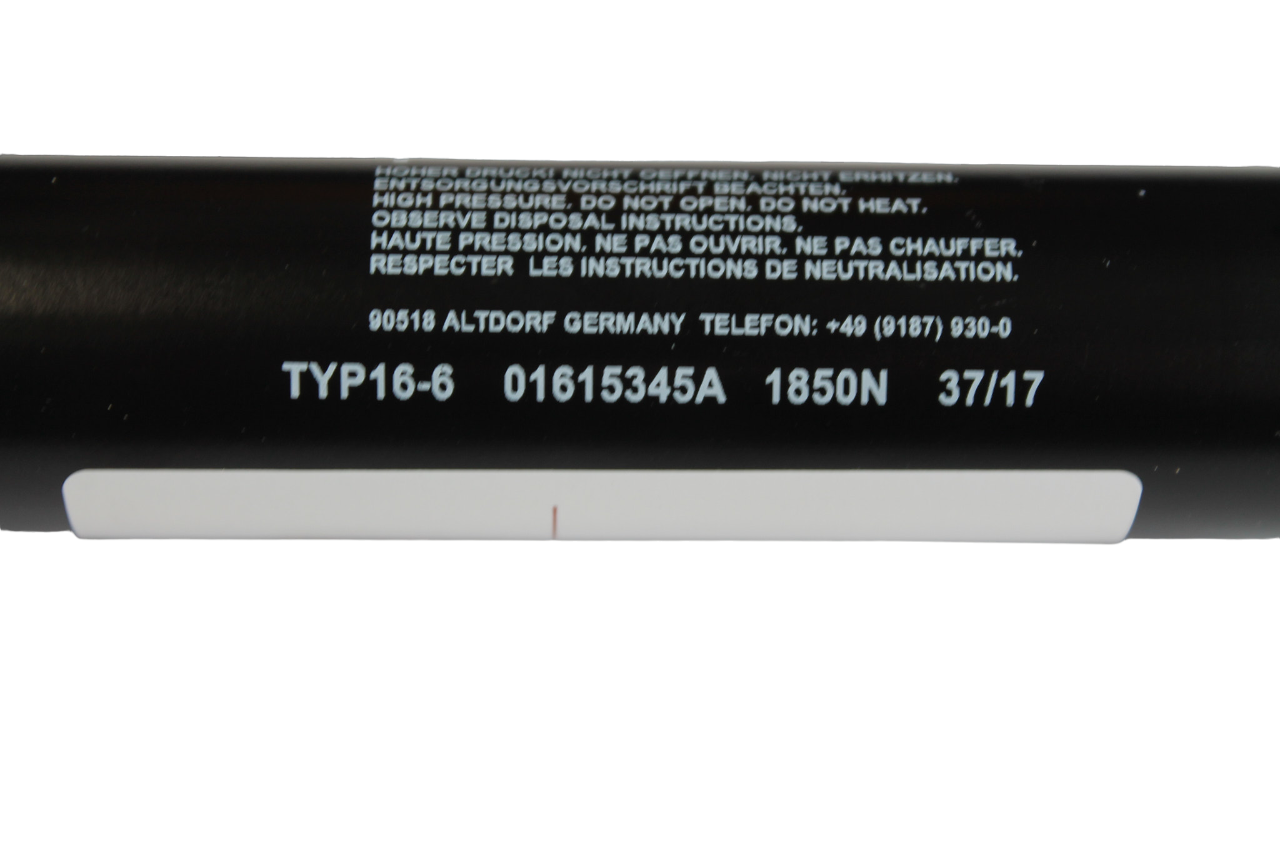 HOHER DRUCK! NICHT OEFFNEN. NICHT ERHITZEN.
ENTSORGUNGSVORSCHRIFT BEACHTEN.
HIGH PRESSURE. DO NOT OPEN. DO NOT HEAT.
OBSERVE DISPOSAL INSTRUCTIONS.
HAUTE PRESSION. NE PAS OUVRIR. NE PAS CHAUFFER.
RESPECTER LES INSTRUCTIONS DE NEUTRALISATION.
90518 ALTDORF GERMANY TELEFON: +49 (9187) 930-0
TYP16-6 01615345A 1850N 37/17